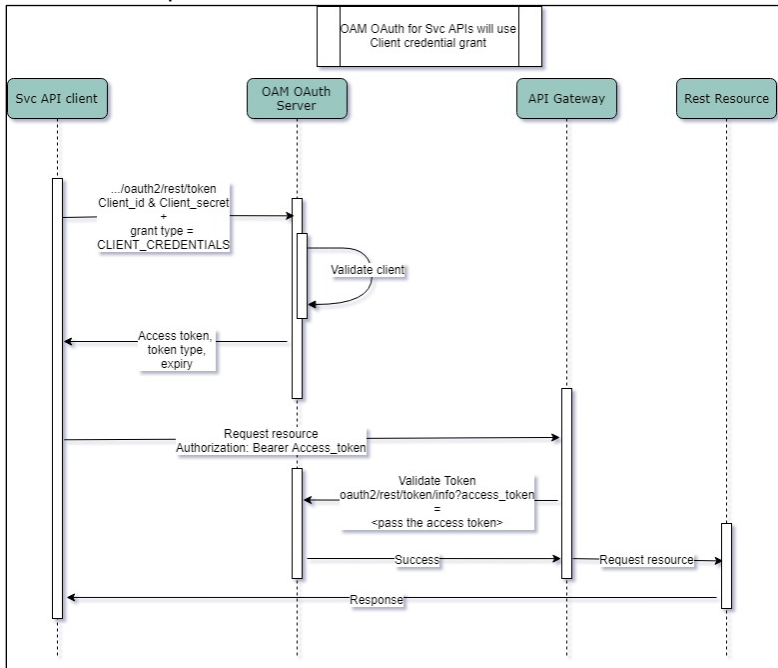 OAM OAuth for Svc APIs will use
Client credential grant
Svc API client
OAM OAuth
Server
API Gateway
Rest Resource
.../oauth2/rest/token
Client_id & Client_secret
+
grant type =
CLIENT_CREDENTIALS
Validate client
Access token,
token type,
expiry
Request resource
Authorization: Bearer Access_token
Validate Token
oauth2/rest/token/info?access_token
=
<pass the access token>
Success
Request resource
Response